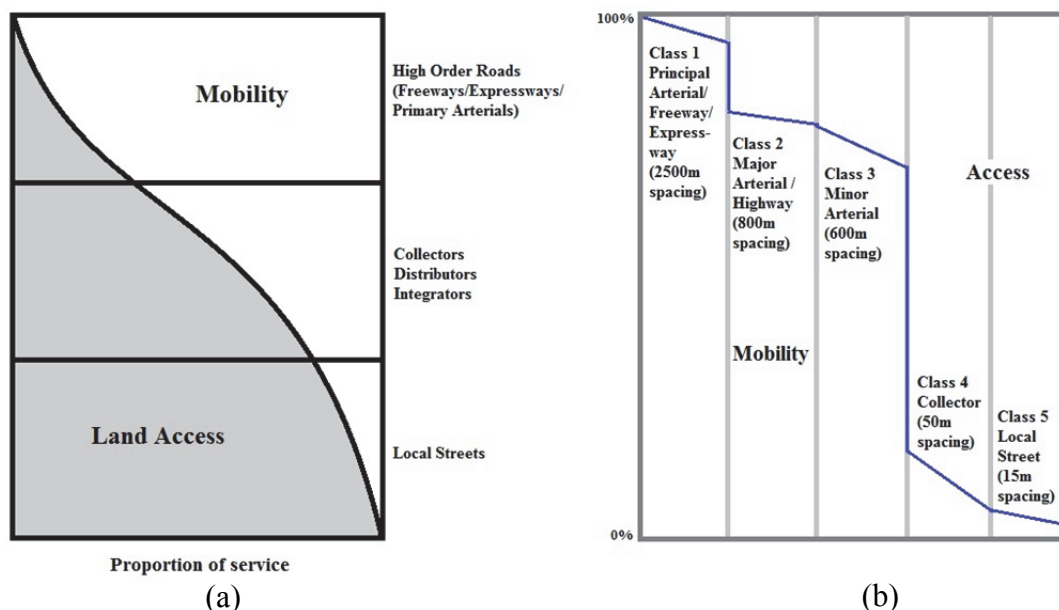 Mobility
High Order Roads
(Freeways/Expressways/
Primary Arterials)
Collectors
Distributors
Integrators
Land Access
Local Streets
Proportion of service
(a)
100%
Class 1
Principal
Arterial/
Freeway/
Express-
way
(2500m
spacing)
Class 2
Major
Arterial /
Highway
(800m
spacing)
Class 3
Minor
Arterial
(600m
spacing)
Access
Mobility
Class 4
Collector
(50m
spacing)
Class 5
Local
Street
(15m
spacing)
0%
(b)